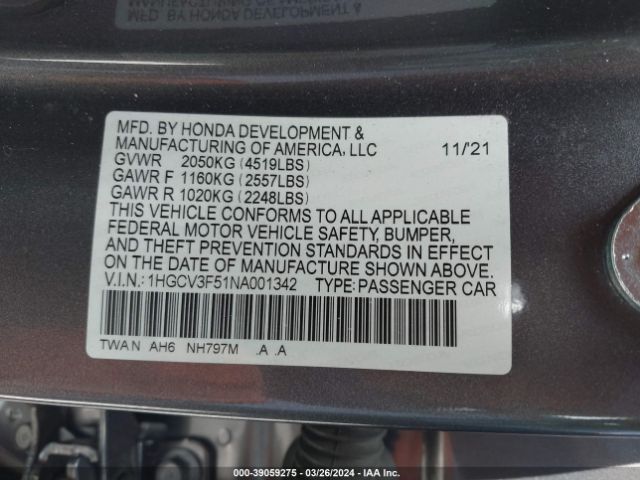 MFD. BY HONDA DEVELOPMENT &
MANUFACTURING OF AMERICA, LLC 11/'21
GVWR 2050KG (4519LBS)
GAWR F 1160KG (2557LBS)
GAWR R 1020KG (2248LBS)
THIS VEHICLE CONFORMS TO ALL APPLICABLE
FEDERAL MOTOR VEHICLE SAFETY, BUMPER,
AND THEFT PREVENTION STANDARDS IN EFFECT
ON THE DATE OF MANUFACTURE SHOWN ABOVE.
V.I.N.: 1HGCV3F51NA001342 TYPE: PASSENGER CAR
TWA N AH6 NH797M .A .A
000-39059275 - 03/26/2024 - IAA Inc.